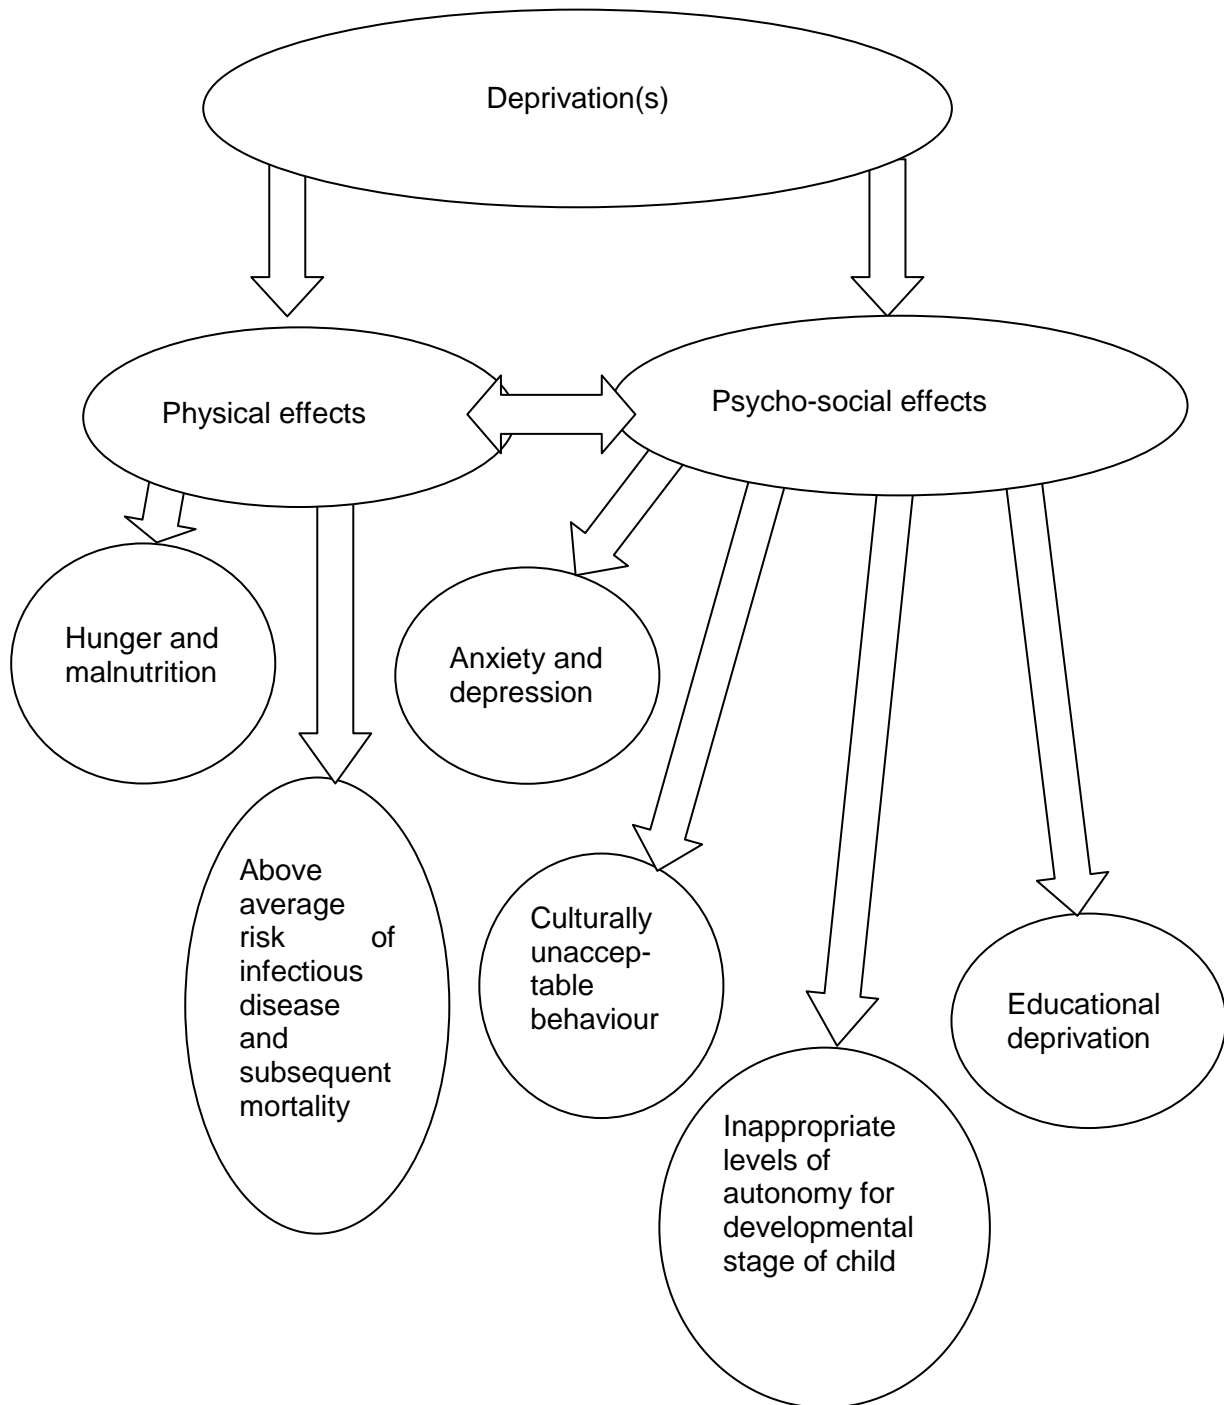 Deprivation(s)
Physical effects
Psycho-social effects
Hunger and
malnutrition
Anxiety and
depression
Above
average
risk of
infectious
disease
and
subsequent
mortality
Culturally
unaccep-
table
behaviour
Inappropriate
levels of
autonomy for
developmental
stage of child
Educational
deprivation